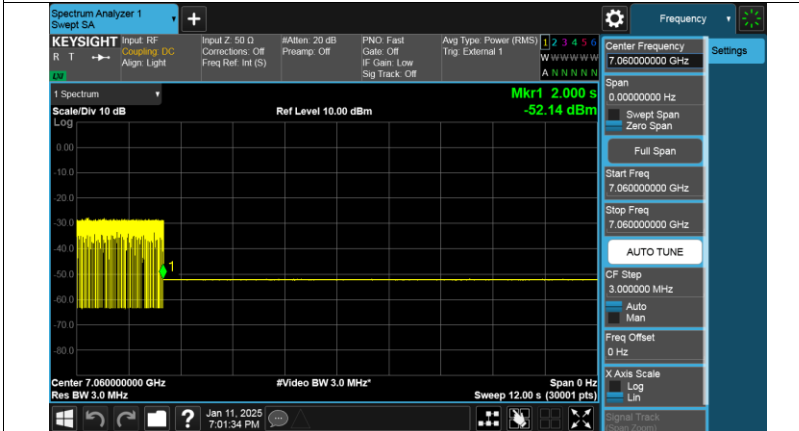 Spectrum Analyzer 1
Swept SA
+
Frequency
KEYSIGHT
R T
LXI
Input: RF
Coupling: DC
Align: Light
Input Z: 50 Ω
Corrections: Off
Freq Ref: Int (S)
#Atten: 20 dB
Preamp: Off
PNO: Fast
Gate: Off
IF Gain: Low
Sig Track: Off
Avg Type: Power (RMS)
Trig: External 1
1 2 3 4 5 6
W W W W W W
A N N N N N
1 Spectrum
Scale/Div 10 dB
Ref Level 10.00 dBm
Mkr1 2.000 s
-52.14 dBm
Log
0.00
-10.0
-20.0
-30.0
-40.0
-50.0
-60.0
-70.0
-80.0
1
Center 7.060000000 GHz
#Video BW 3.0 MHz*
Span 0 Hz
Res BW 3.0 MHz
Sweep 12.00 s (30001 pts)
?
Jan 11, 2025
7:01:34 PM
Center Frequency
7.060000000 GHz
Settings
Span
0.00000000 Hz
Swept Span
Zero Span
Full Span
Start Freq
7.060000000 GHz
Stop Freq
7.060000000 GHz
AUTO TUNE
CF Step
3.000000 MHz
Auto
Man
Freq Offset
0 Hz
X Axis Scale
Log
Lin
Signal Track
(Span Zoom)